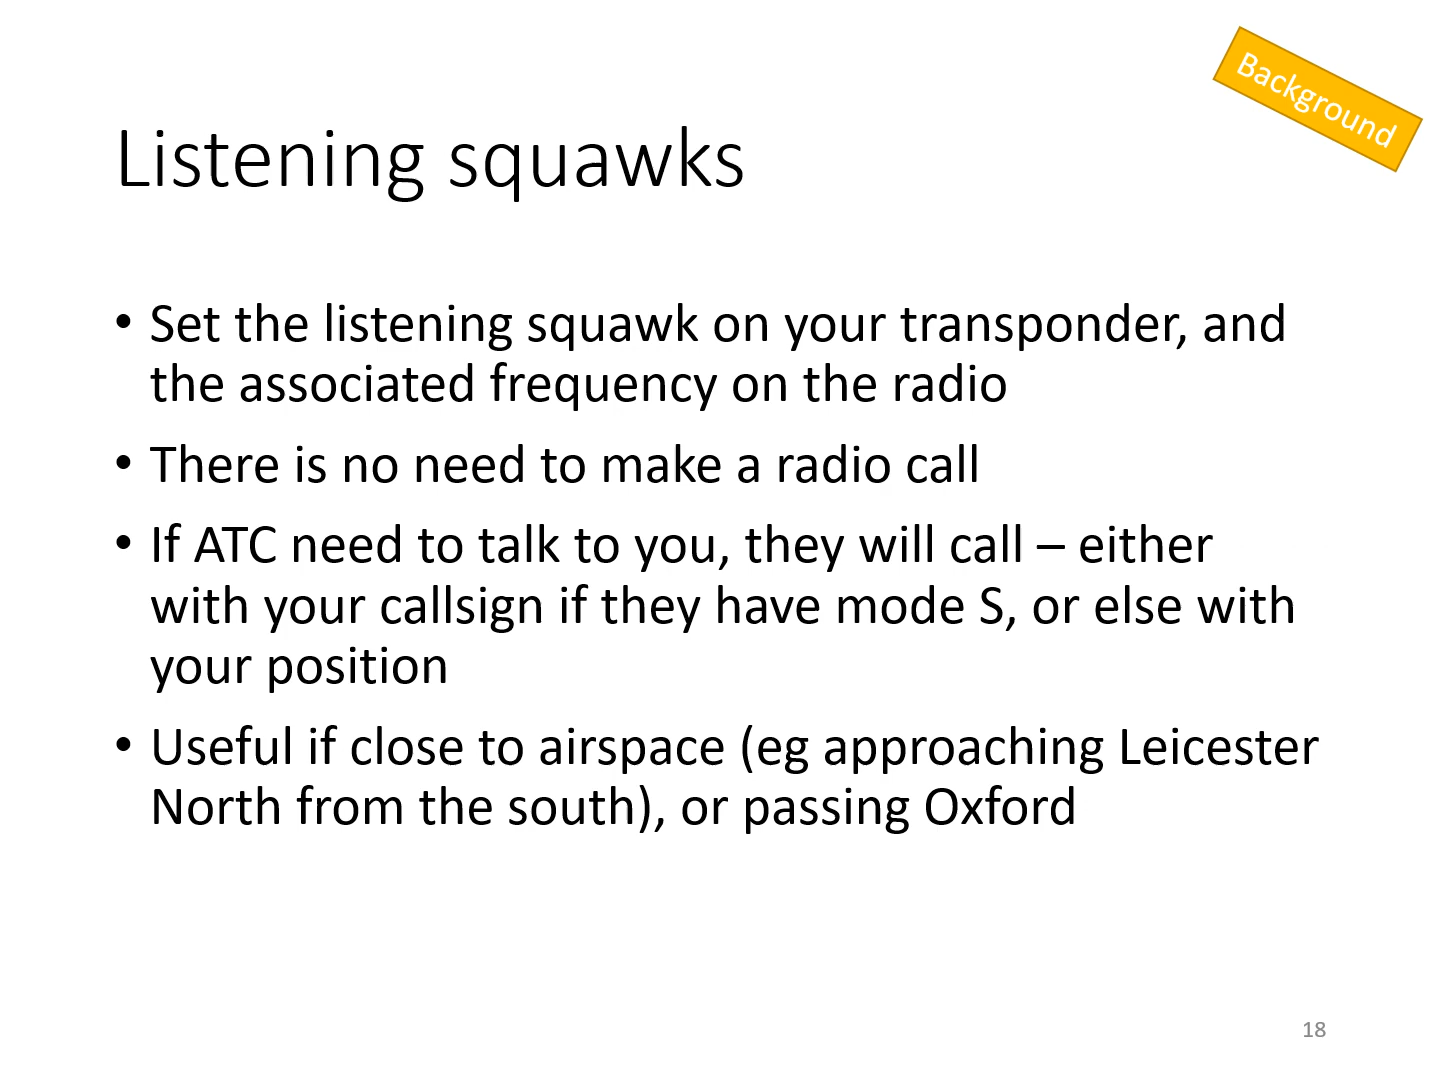 Background
Listening squawks
• Set the listening squawk on your transponder, and
the associated frequency on the radio
• There is no need to make a radio call
• If ATC need to talk to you, they will call – either
with your callsign if they have mode S, or else with
your position
• Useful if close to airspace (eg approaching Leicester
North from the south), or passing Oxford
18